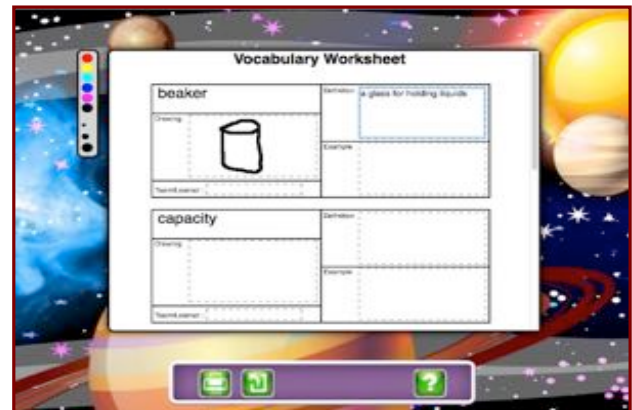 Vocabulary Worksheet
beaker
Definition: a glass for holding liquids
Drawing:
Example:
capacity
Definition:
Drawing:
Example:
?